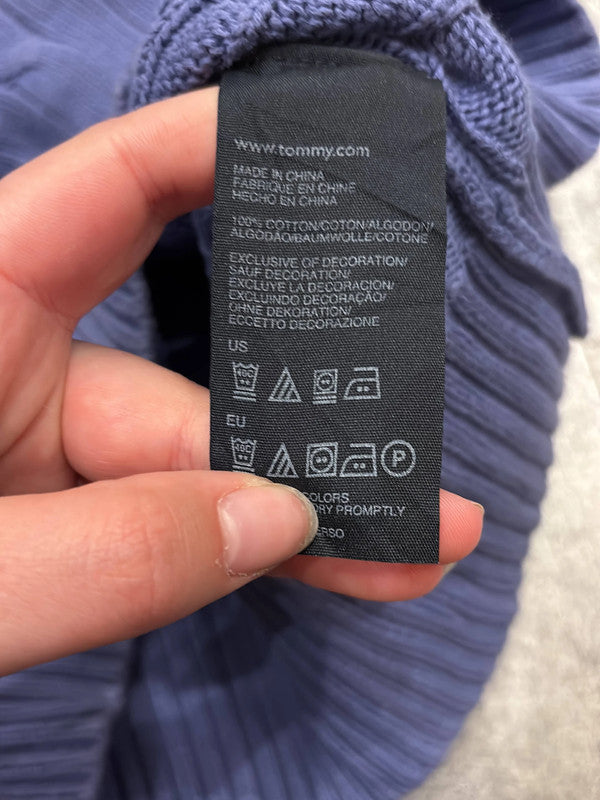 www.tommy.com
MADE IN CHINA
FABRIQUE EN CHINE
HECHO EN CHINA
100% COTTON/COTON/ALGODON/
ALGODÃO/BAUMWOLLE/COTONE
EXCLUSIVE OF DECORATION/
SAUF DECORATION/
EXCLUYE LA DECORACION/
EXCLUINDO DECORAÇÃO/
OHNE DEKORATION/
ECCETTO DECORAZIONE
US
40C
EU
40C P
COLORS
DRY PROMPTLY